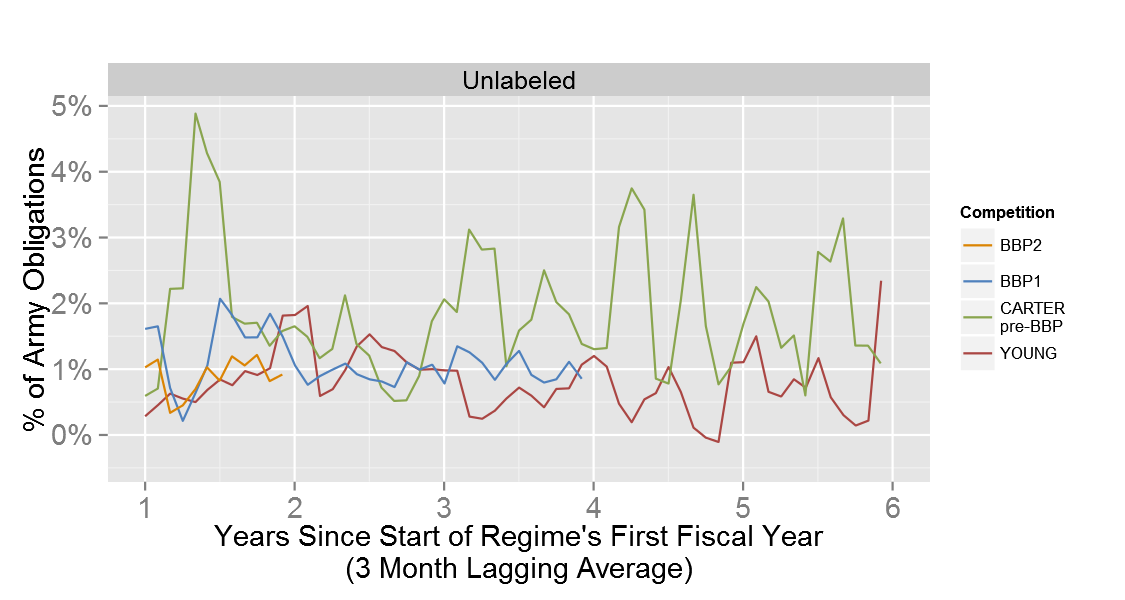 Unlabeled
5%
4%
3%
2%
1%
0%
% of Army Obligations
1 2 3 4 5 6
Years Since Start of Regime's First Fiscal Year
(3 Month Lagging Average)
Competition
BBP2
BBP1
CARTER
pre-BBP
YOUNG